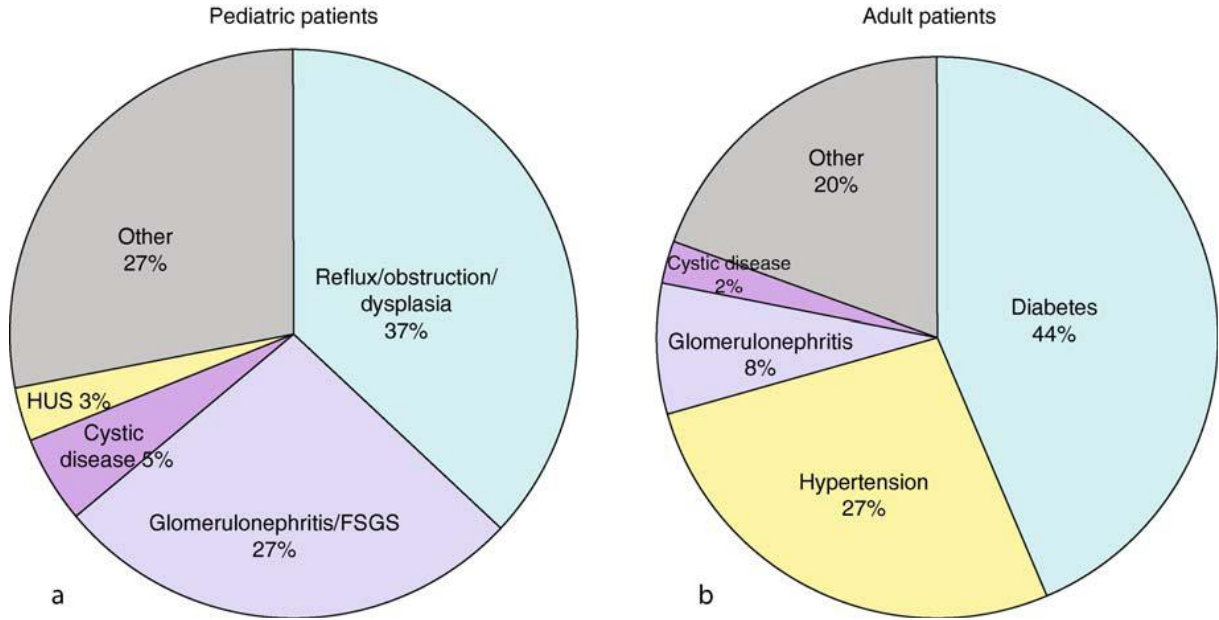 Pediatric patients
Other
27%
Reflux/obstruction/
dysplasia
37%
HUS 3%
Cystic
disease 5%
Glomerulonephritis/FSGS
27%
a
Adult patients
Other
20%
Cystic disease
2%
Diabetes
44%
Glomerulonephritis
8%
Hypertension
27%
b